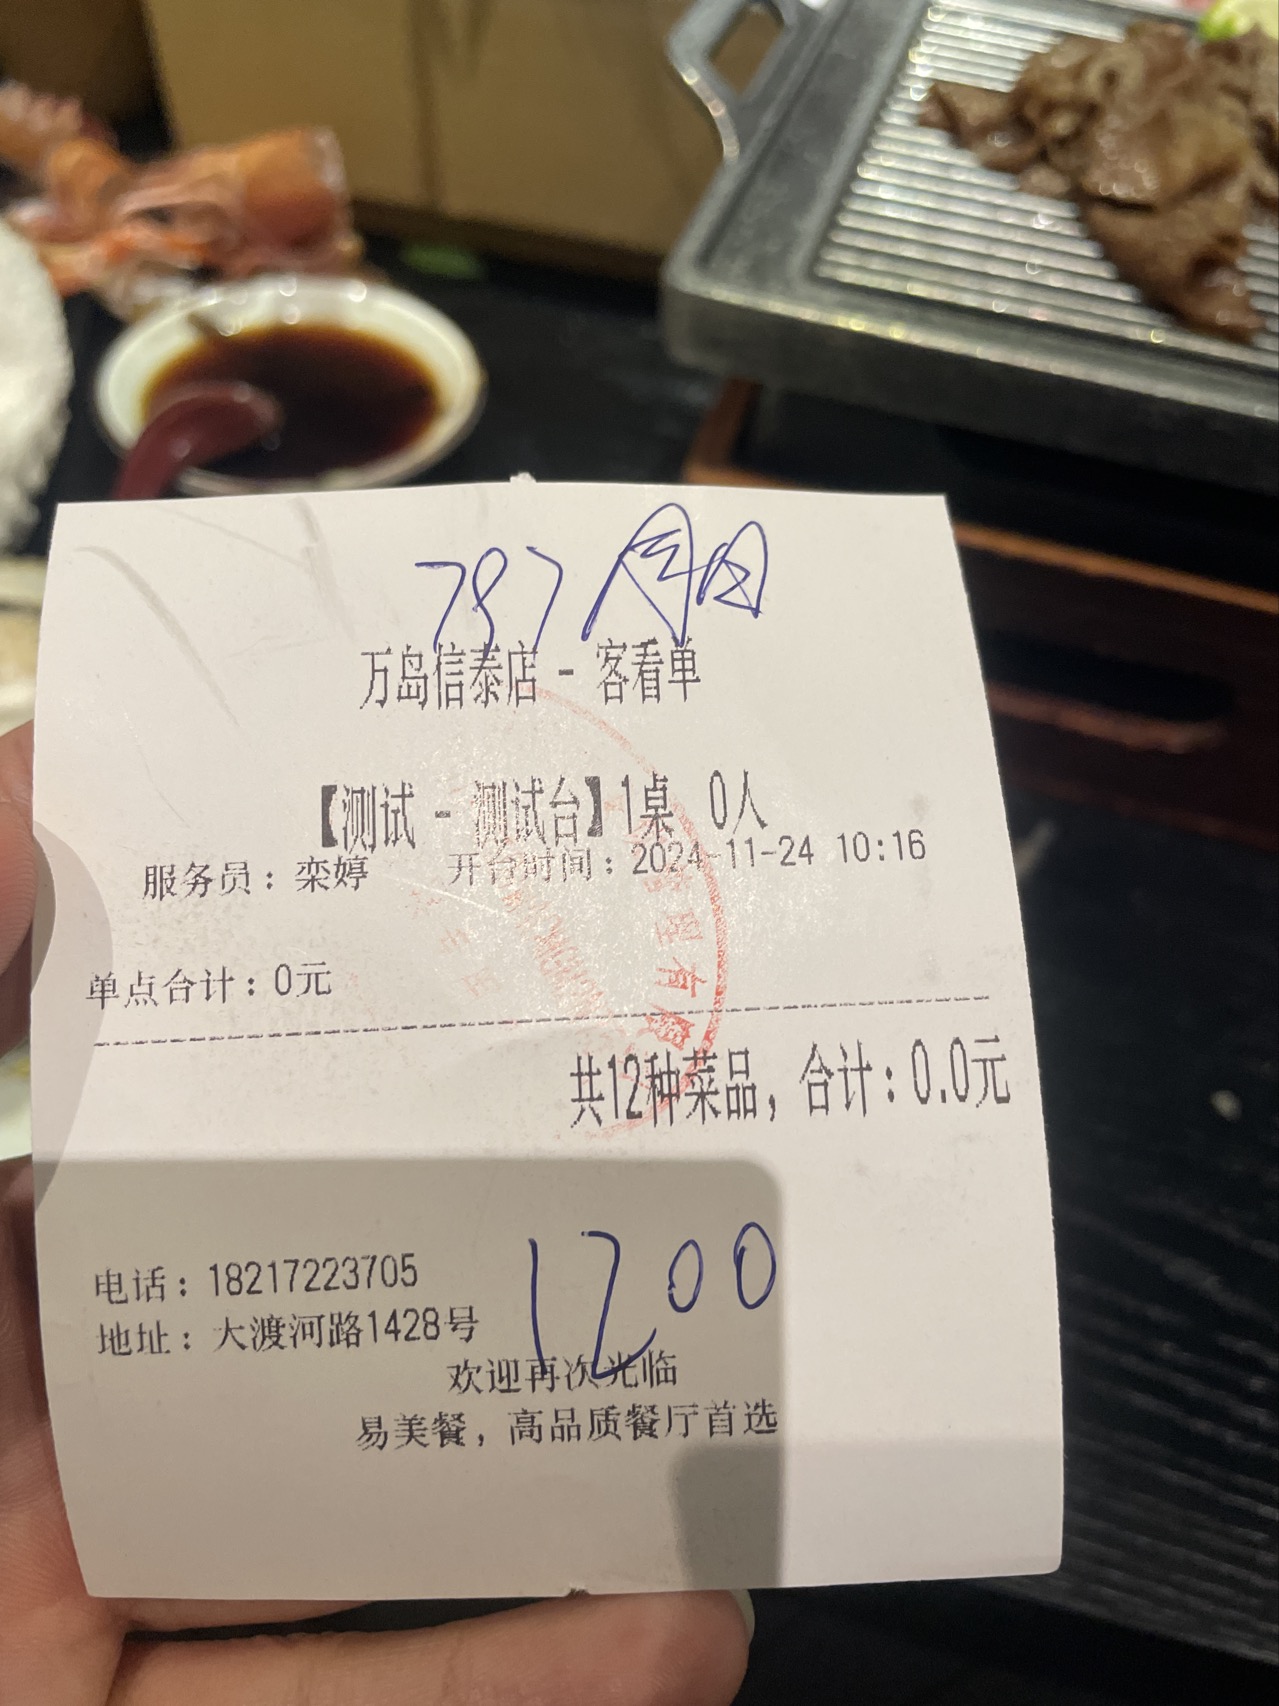 787
万岛信泰店 - 客看单
【测试 - 测试台】1桌 0人
服务员：栾婷 开台时间：2024-11-24 10:16
单点合计：0元
共12种菜品，合计：0.0元
1200
电话：18217223705
地址：大渡河路1428号
欢迎再次光临
易美餐，高品质餐厅首选
理有限